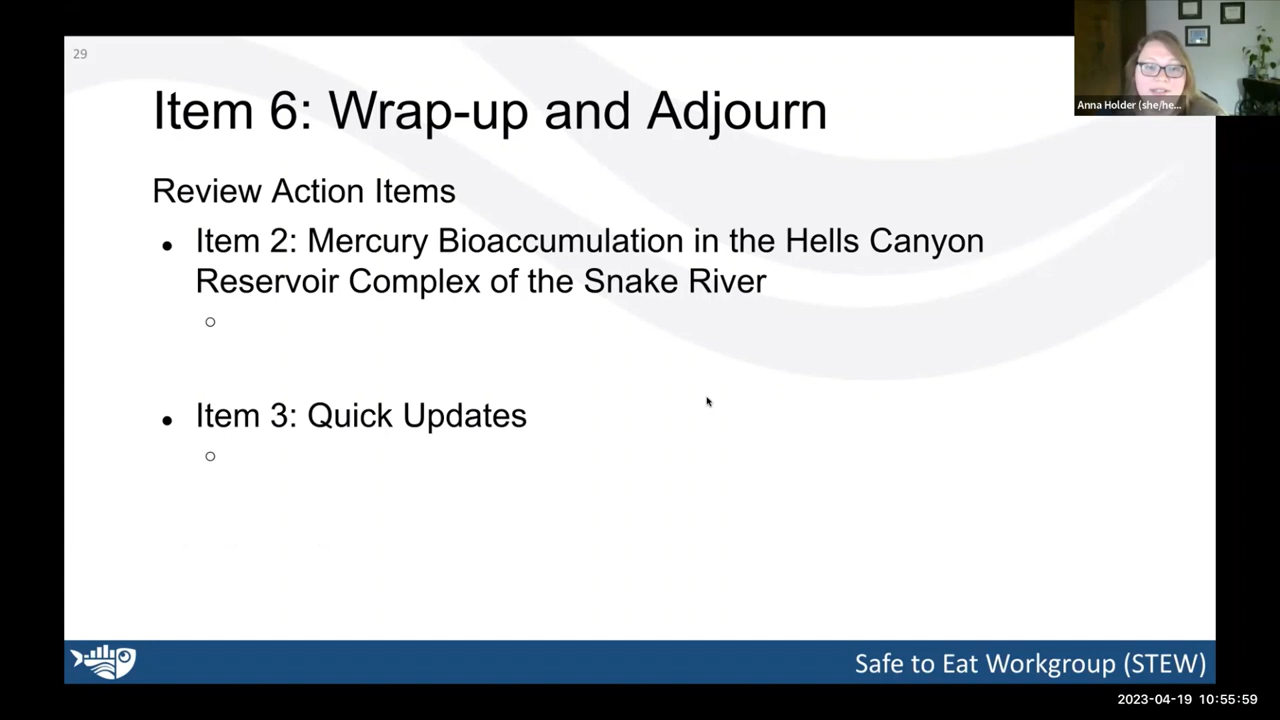 29
Item 6: Wrap-up and Adjourn
Review Action Items
● Item 2: Mercury Bioaccumulation in the Hells Canyon
Reservoir Complex of the Snake River
○
● Item 3: Quick Updates
○
Safe to Eat Workgroup (STEW)
Anna Holder (she/he...
2023-04-19 10:55:59